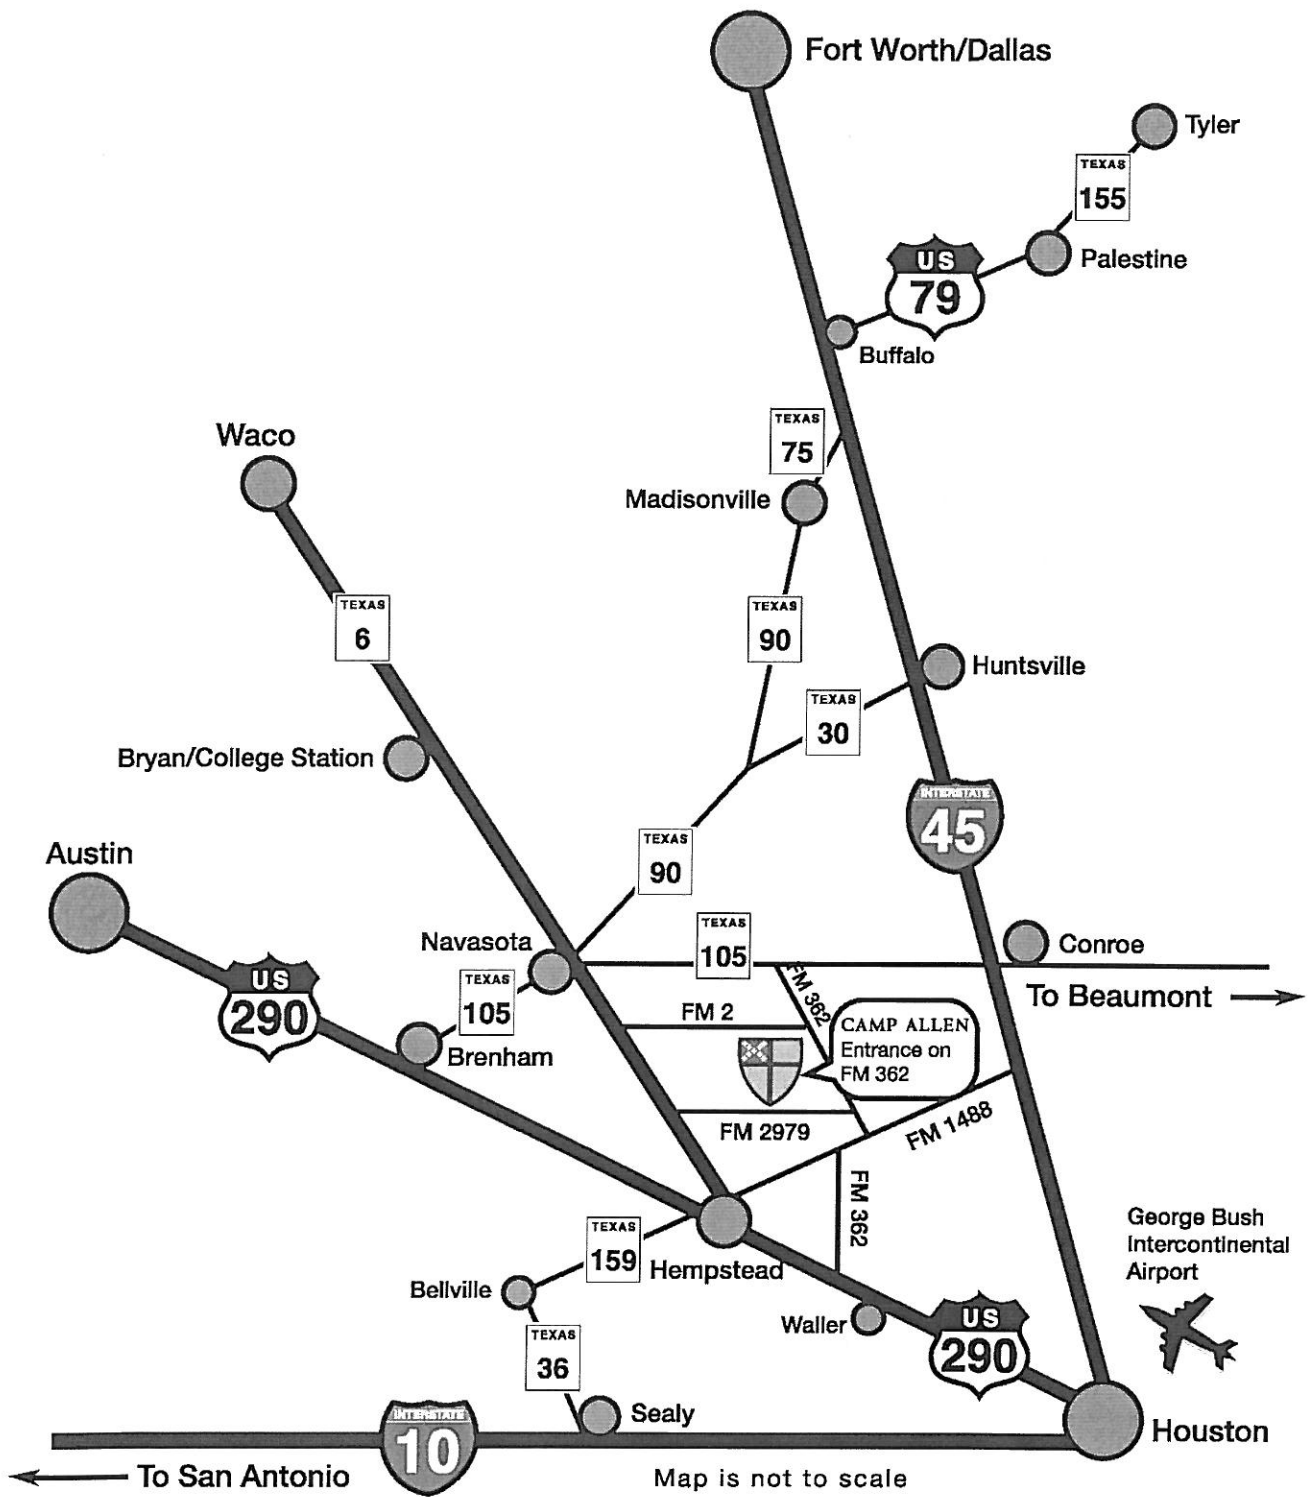 Fort Worth/Dallas
Tyler
TEXAS
155
Palestine
US
79
Buffalo
TEXAS
75
Madisonville
Waco
TEXAS
6
TEXAS
90
Huntsville
TEXAS
30
Bryan/College Station
INTERSTATE
45
TEXAS
90
Austin
Navasota
TEXAS
105
Conroe
To Beaumont
US
290
TEXAS
105
Brenham
FM 2
FM 362
CAMP ALLEN
Entrance on
FM 362
FM 2979
FM 1488
FM 362
George Bush
Intercontinental
Airport
TEXAS
159
Hempstead
Bellville
Waller
US
290
TEXAS
36
Sealy
INTERSTATE
10
Houston
To San Antonio
Map is not to scale